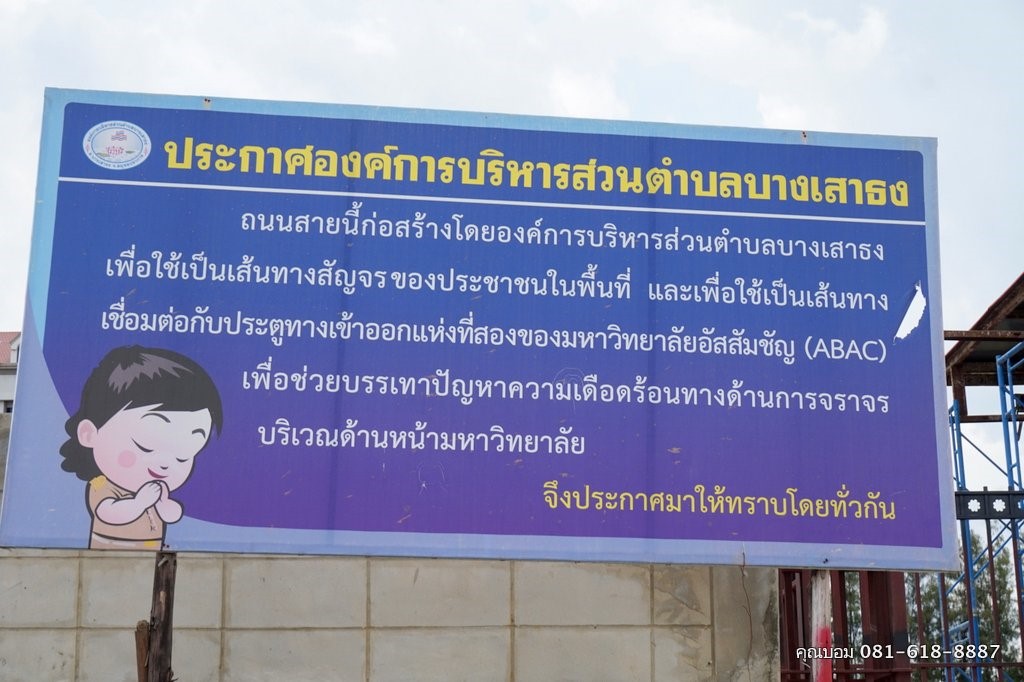 ประกาศองค์การบริหารส่วนตำบลบางเสาธง
ถนนสายนี้ก่อสร้างโดยองค์การบริหารส่วนตำบลบางเสาธง
เพื่อใช้เป็นเส้นทางสัญจร ของประชาชนในพื้นที่ และเพื่อใช้เป็นเส้นทาง
เชื่อมต่อกับประตูทางเข้าออกแห่งที่สองของมหาวิทยาลัยอัสสัมชัญ (ABAC)
เพื่อช่วยบรรเทาปัญหาความเดือดร้อนทางด้านการจราจร
บริเวณด้านหน้ามหาวิทยาลัย
จึงประกาศมาให้ทราบโดยทั่วกัน
คุณบอม 081-618-8887